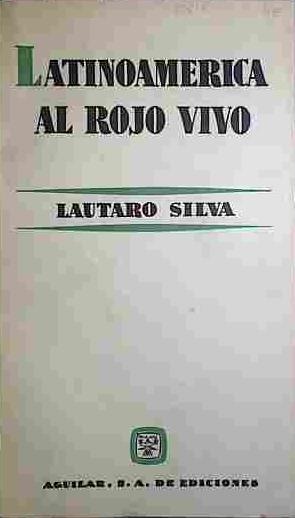 LATINOAMERICA
AL ROJO VIVO
LAUTARO SILVA
AGUILAR, S. A. DE EDICIONES